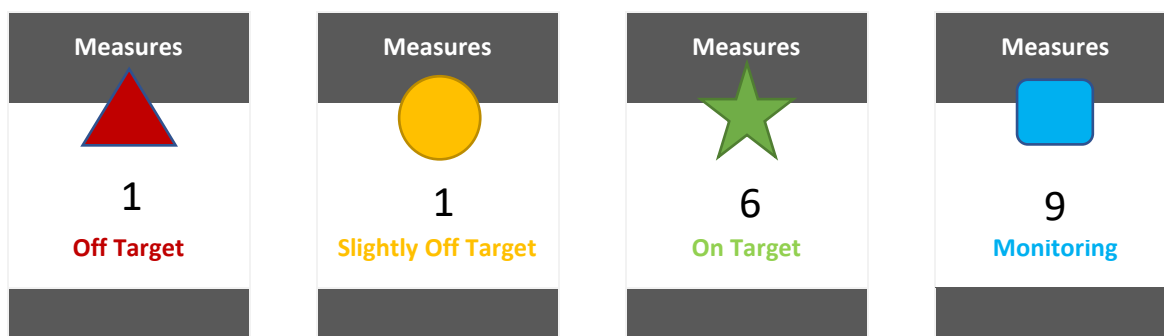 Measures
1
Off Target
Measures
1
Slightly Off Target
Measures
6
On Target
Measures
9
Monitoring